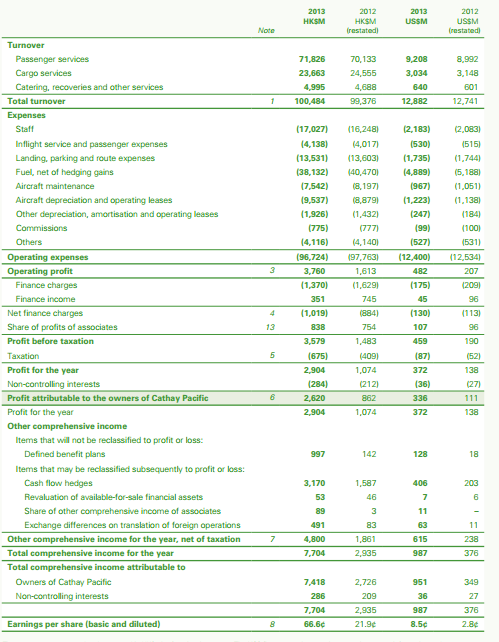 2013 2012 2013 2012
HK$M HK$M US$M US$M
Note (restated) (restated)
Turnover
Passenger services 71,826 70,133 9,208 8,992
Cargo services 23,663 24,555 3,034 3,148
Catering, recoveries and other services 4,995 4,688 640 601
Total turnover 1 100,484 99,376 12,882 12,741
Expenses
Staff (17,027) (16,248) (2,183) (2,083)
Inflight service and passenger expenses (4,138) (4,017) (530) (515)
Landing, parking and route expenses (13,531) (13,603) (1,735) (1,744)
Fuel, net of hedging gains (38,132) (40,470) (4,889) (5,188)
Aircraft maintenance (7,542) (8,197) (967) (1,051)
Aircraft depreciation and operating leases (9,537) (8,879) (1,223) (1,138)
Other depreciation, amortisation and operating leases (1,926) (1,432) (247) (184)
Commissions (775) (777) (99) (100)
Others (4,116) (4,140) (527) (531)
Operating expenses (96,724) (97,763) (12,400) (12,534)
Operating profit 3 3,760 1,613 482 207
Finance charges (1,370) (1,629) (175) (209)
Finance income 351 745 45 96
Net finance charges 4 (1,019) (884) (130) (113)
Share of profits of associates 13 838 754 107 96
Profit before taxation 3,579 1,483 459 190
Taxation 5 (675) (409) (87) (52)
Profit for the year 2,904 1,074 372 138
Non-controlling interests (284) (212) (36) (27)
Profit attributable to the owners of Cathay Pacific 6 2,620 862 336 111
Profit for the year 2,904 1,074 372 138
Other comprehensive income
Items that will not be reclassified to profit or loss:
Defined benefit plans 997 142 128 18
Items that may be reclassified subsequently to profit or loss:
Cash flow hedges 3,170 1,587 406 203
Revaluation of available-for-sale financial assets 53 46 7 6
Share of other comprehensive income of associates 89 3 11 –
Exchange differences on translation of foreign operations 491 83 63 11
Other comprehensive income for the year, net of taxation 7 4,800 1,861 615 238
Total comprehensive income for the year 7,704 2,935 987 376
Total comprehensive income attributable to
Owners of Cathay Pacific 7,418 2,726 951 349
Non-controlling interests 286 209 36 27
7,704 2,935 987 376
Earnings per share (basic and diluted) 8 66.6¢ 21.9¢ 8.5¢ 2.8¢